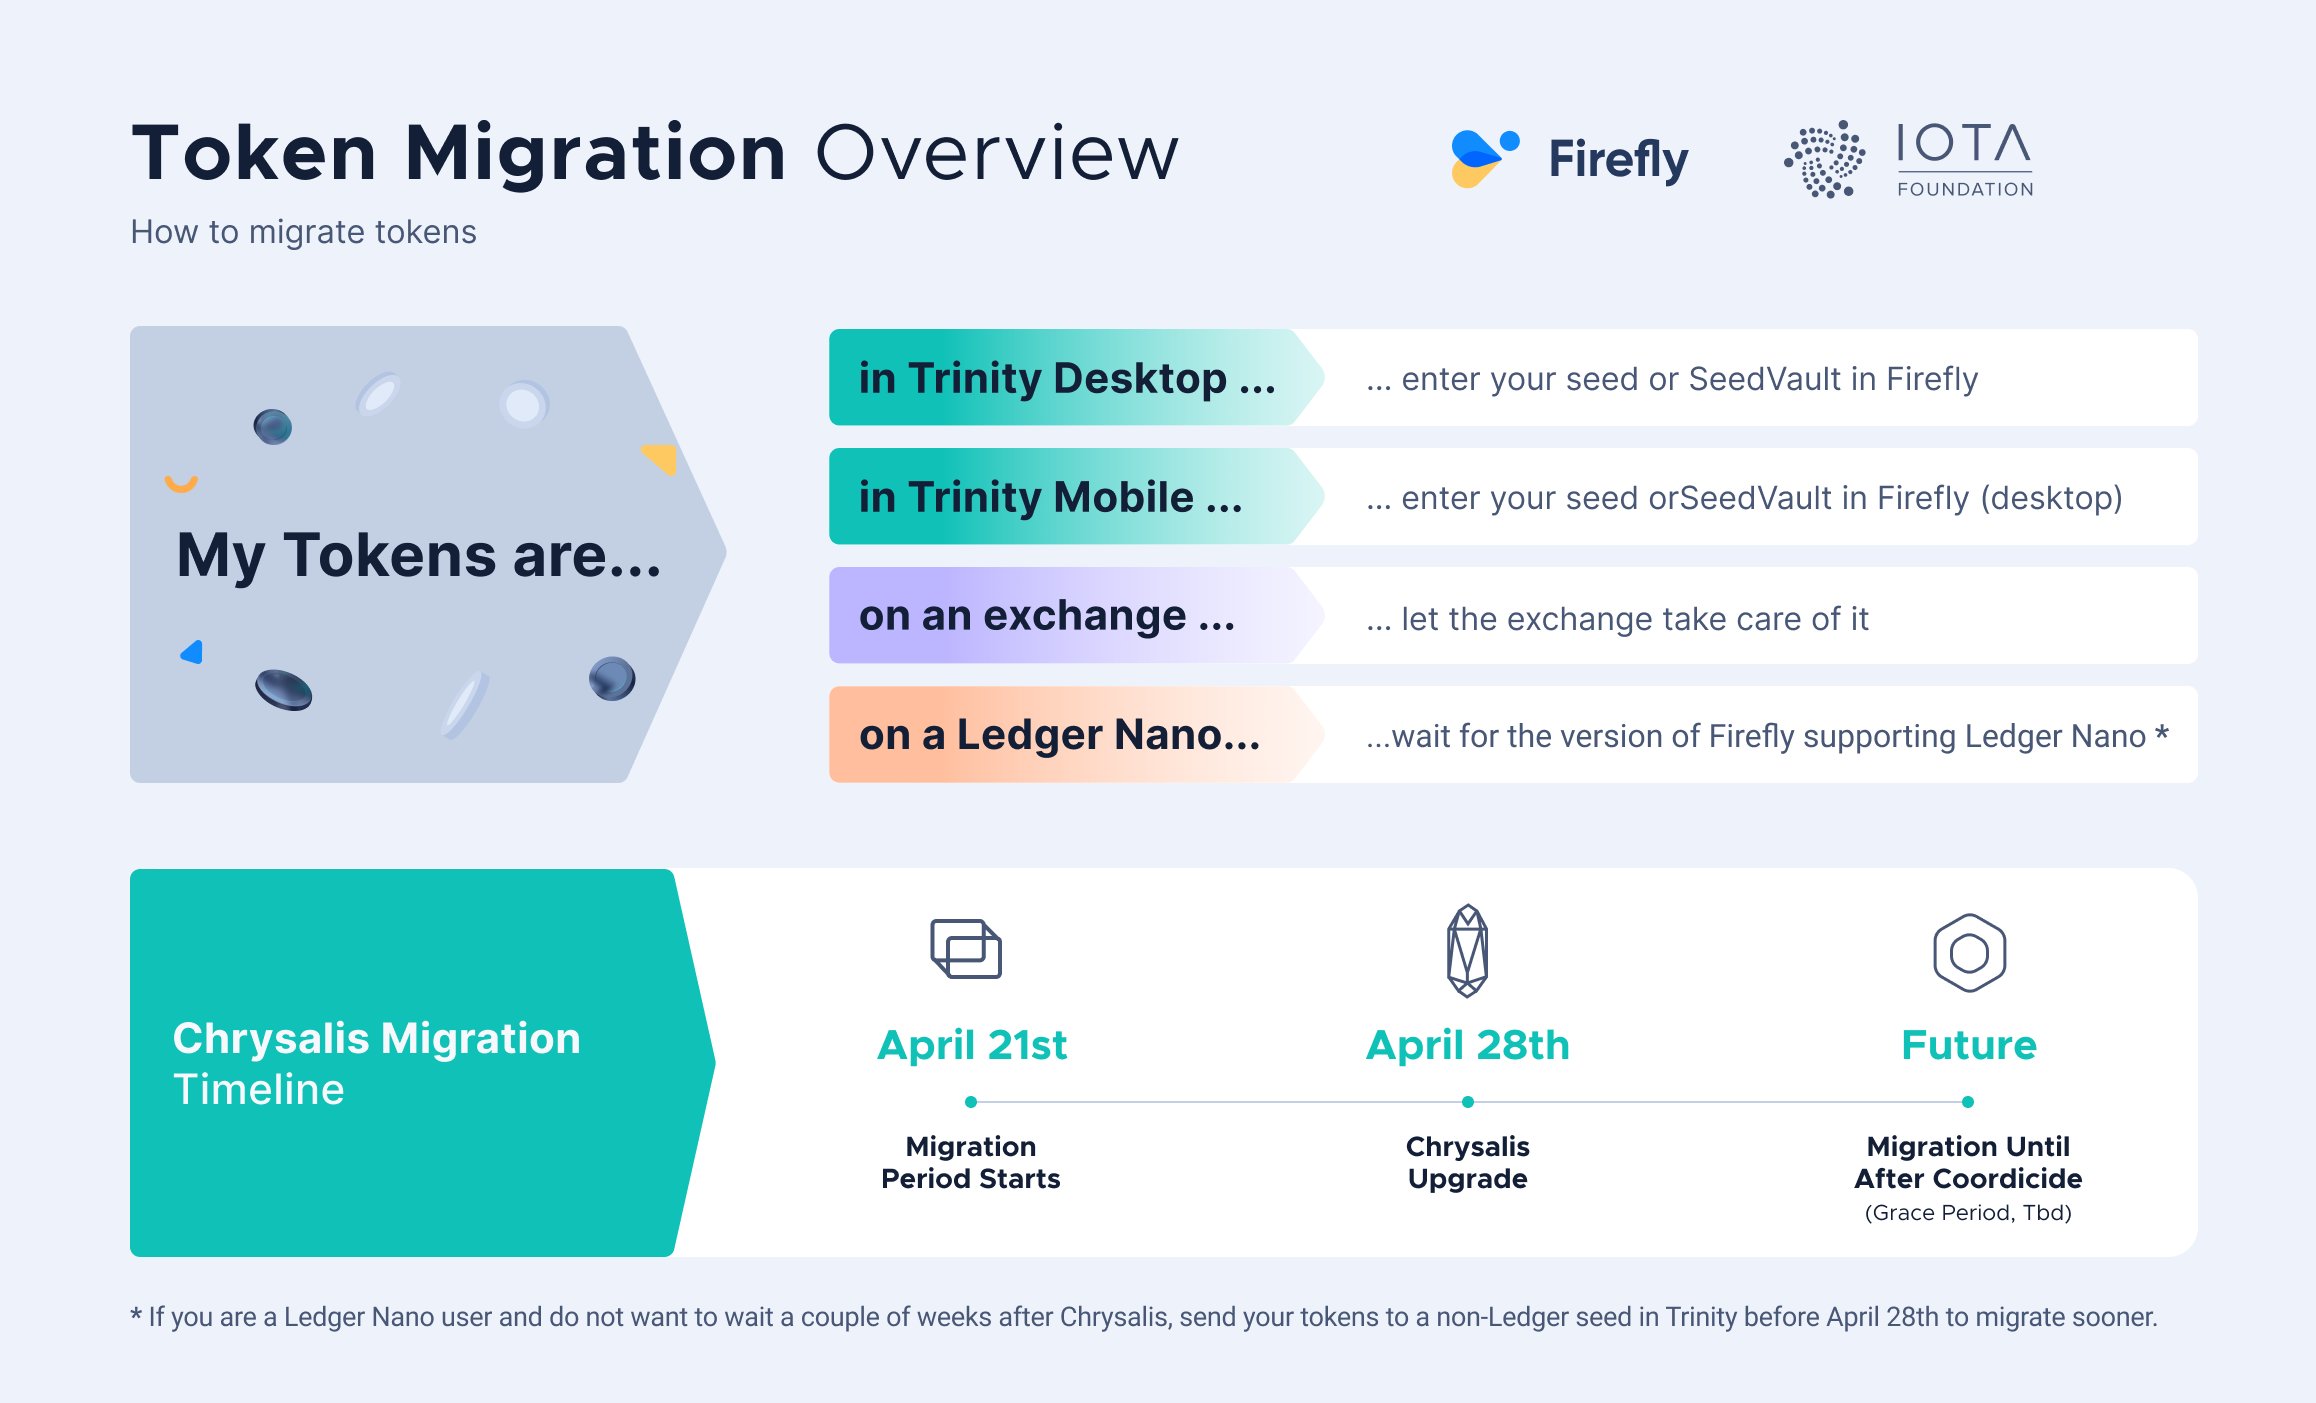 Token Migration Overview
How to migrate tokens
Firefly
IOTA
FOUNDATION
My Tokens are...
in Trinity Desktop ...
... enter your seed or SeedVault in Firefly
in Trinity Mobile ...
... enter your seed orSeedVault in Firefly (desktop)
on an exchange ...
... let the exchange take care of it
on a Ledger Nano...
...wait for the version of Firefly supporting Ledger Nano *
Chrysalis Migration
Timeline
April 21st
Migration
Period Starts
April 28th
Chrysalis
Upgrade
Future
Migration Until
After Coordicide
(Grace Period, Tbd)
* If you are a Ledger Nano user and do not want to wait a couple of weeks after Chrysalis, send your tokens to a non-Ledger seed in Trinity before April 28th to migrate sooner.